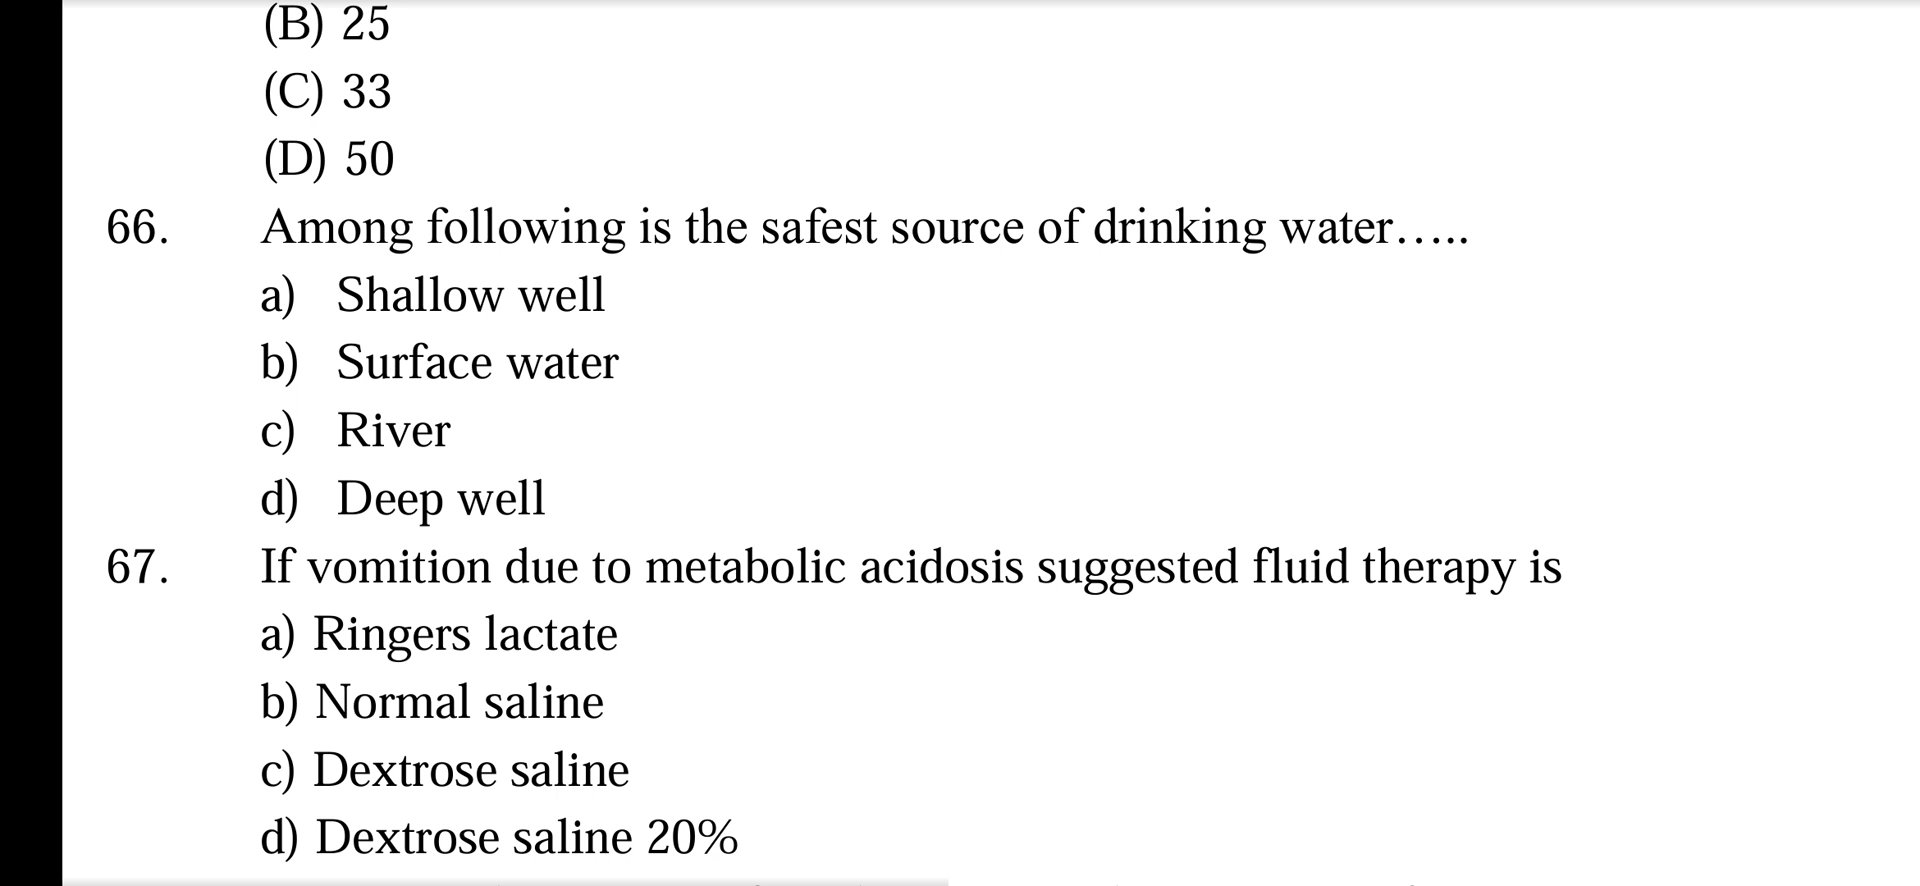 (B) 25
(C) 33
(D) 50
66. Among following is the safest source of drinking water…..
a) Shallow well
b) Surface water
c) River
d) Deep well
67. If vomition due to metabolic acidosis suggested fluid therapy is
a) Ringers lactate
b) Normal saline
c) Dextrose saline
d) Dextrose saline 20%